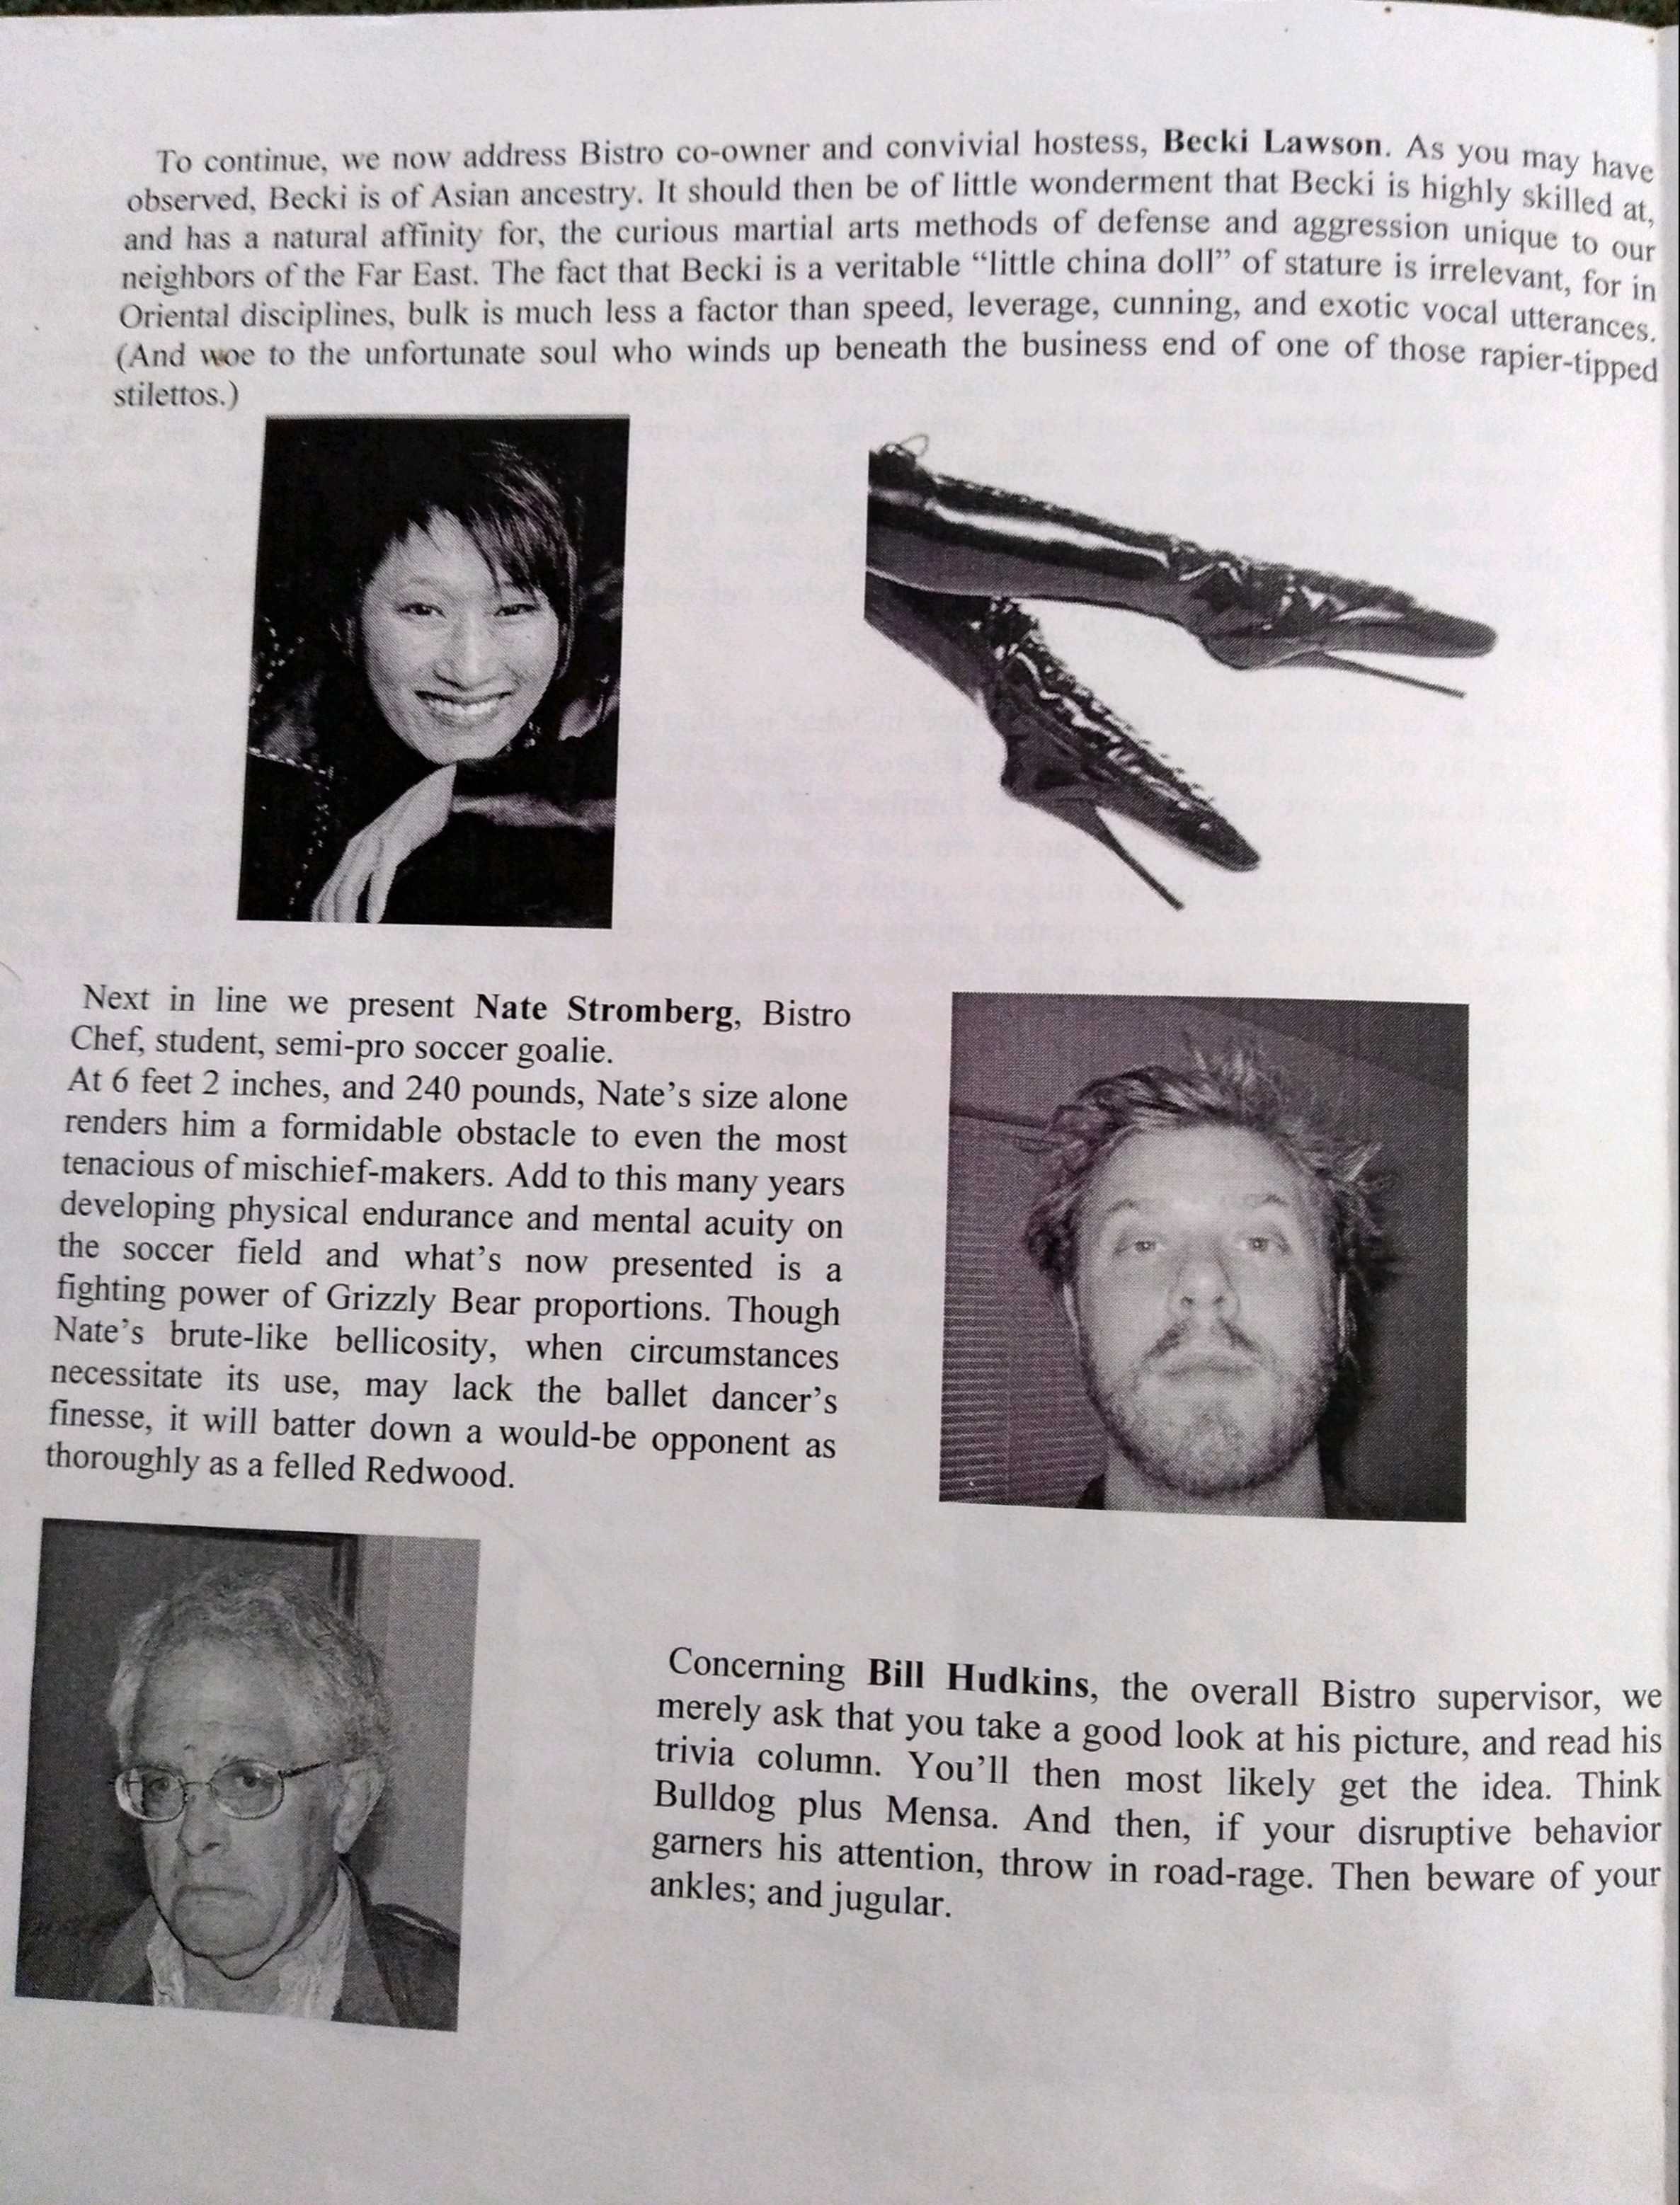 To continue, we now address Bistro co-owner and convivial hostess, Becki Lawson. As you may have
observed, Becki is of Asian ancestry. It should then be of little wonderment that Becki is highly skilled at,
and has a natural affinity for, the curious martial arts methods of defense and aggression unique to our
neighbors of the Far East. The fact that Becki is a veritable “little china doll” of stature is irrelevant, for in
Oriental disciplines, bulk is much less a factor than speed, leverage, cunning, and exotic vocal utterances.
(And woe to the unfortunate soul who winds up beneath the business end of one of those rapier-tipped
stilettos.)
Next in line we present Nate Stromberg, Bistro
Chef, student, semi-pro soccer goalie.
At 6 feet 2 inches, and 240 pounds, Nate’s size alone
renders him a formidable obstacle to even the most
tenacious of mischief-makers. Add to this many years
developing physical endurance and mental acuity on
the soccer field and what’s now presented is a
fighting power of Grizzly Bear proportions. Though
Nate’s brute-like bellicosity, when circumstances
necessitate its use, may lack the ballet dancer’s
finesse, it will batter down a would-be opponent as
thoroughly as a felled Redwood.
Concerning Bill Hudkins, the overall Bistro supervisor, we
merely ask that you take a good look at his picture, and read his
trivia column. You’ll then most likely get the idea. Think
Bulldog plus Mensa. And then, if your disruptive behavior
garners his attention, throw in road-rage. Then beware of your
ankles; and jugular.